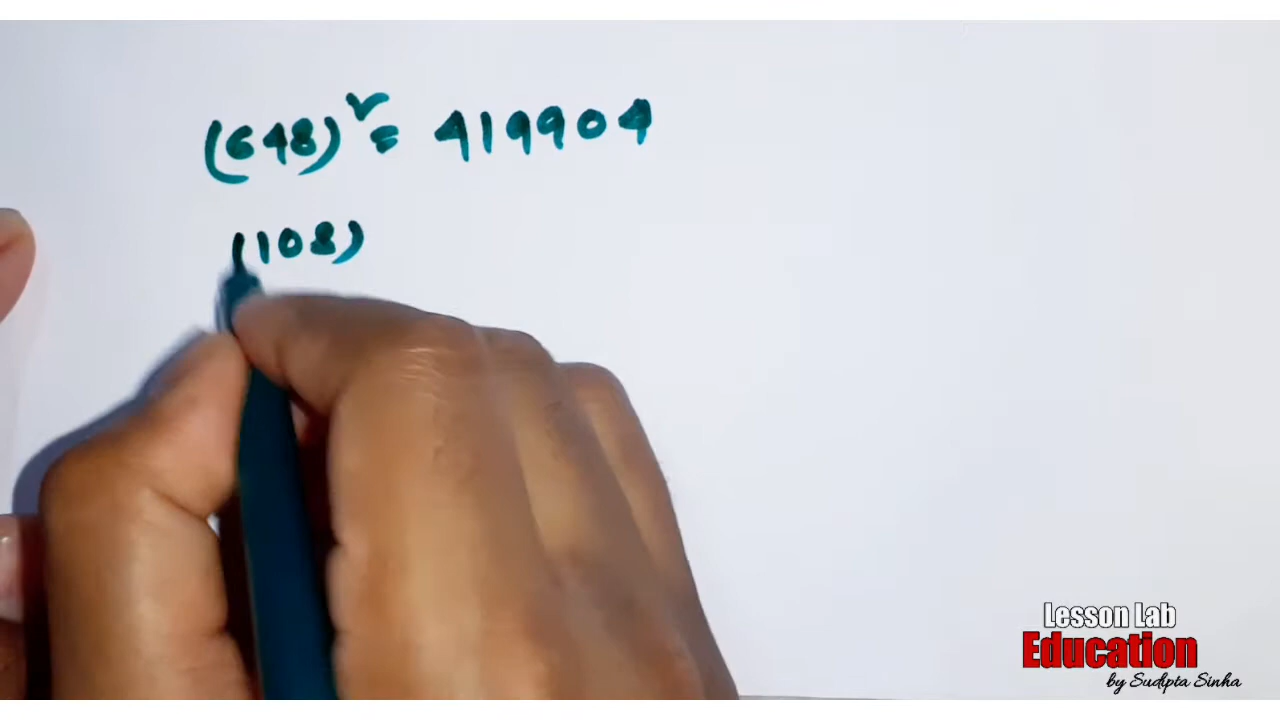 (648)² = 419904
(108)
Lesson Lab
Education
by Sudipta Sinha